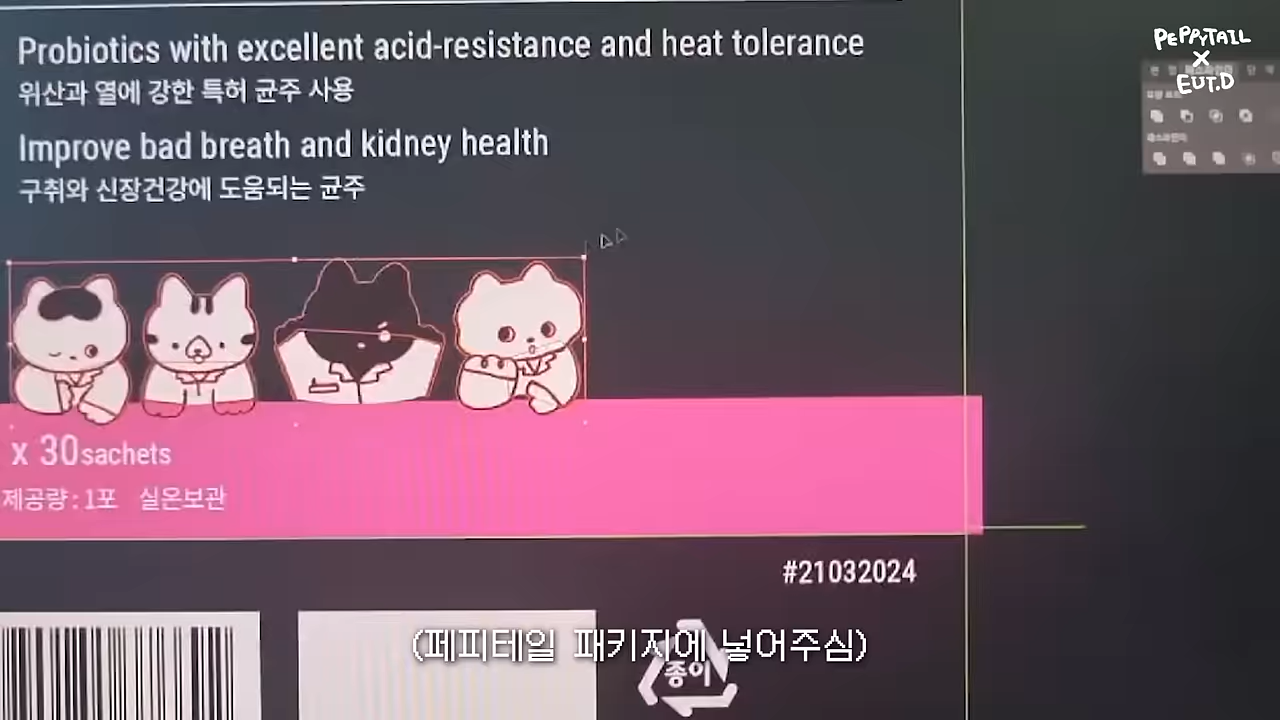 Probiotics with excellent acid-resistance and heat tolerance
위산과 열에 강한 특허 균주 사용
Improve bad breath and kidney health
구취와 신장건강에 도움되는 균주
PEPPITAIL
X
EUT.D
x 30sachets
제공량 : 1포 실온보관
#21032024
(페피테일 패키지에 넣어주심)
종이